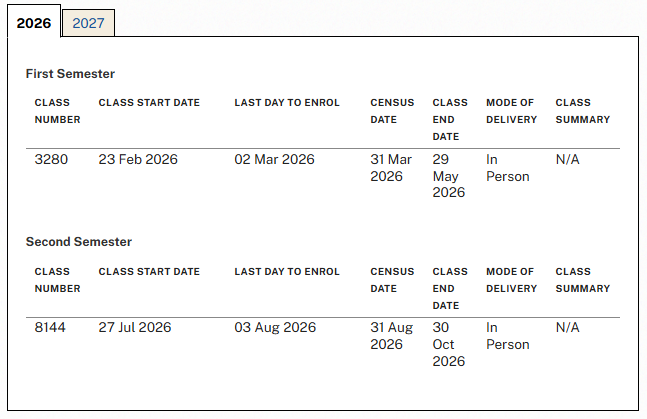 2026 2027
First Semester
CLASS CLASS START DATE LAST DAY TO ENROL CENSUS CLASS MODE OF CLASS
NUMBER DATE END DELIVERY SUMMARY
DATE
3280 23 Feb 2026 02 Mar 2026 31 Mar 29 In N/A
2026 May Person
2026
Second Semester
CLASS CLASS START DATE LAST DAY TO ENROL CENSUS CLASS MODE OF CLASS
NUMBER DATE END DELIVERY SUMMARY
DATE
8144 27 Jul 2026 03 Aug 2026 31 Aug 30 In N/A
2026 Oct Person
2026